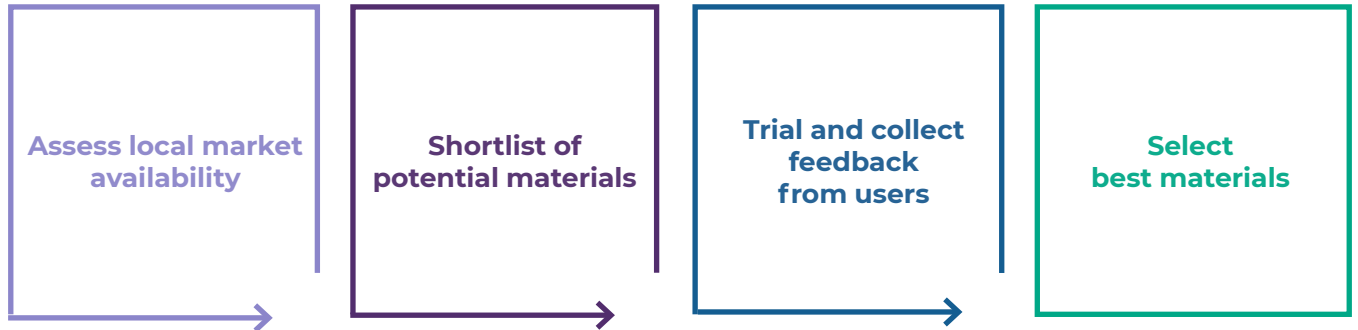 Assess local market
availability
Shortlist of
potential materials
Trial and collect
feedback
from users
Select
best materials